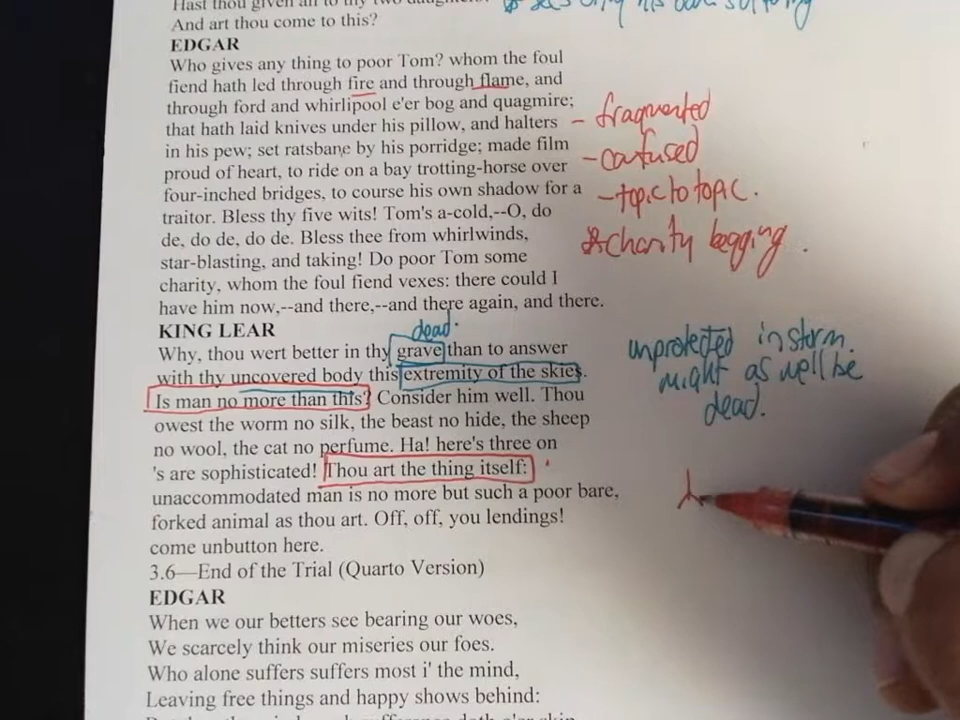 Hast thou given all to my two
And art thou come to this?
EDGAR
Who gives any thing to poor Tom? whom the foul
fiend hath led through fire and through flame, and
through ford and whirlipool e'er bog and quagmire;
that hath laid knives under his pillow, and halters
- fragmented
in his pew; set ratsbane by his porridge; made film
- confused
proud of heart, to ride on a bay trotting-horse over
four-inched bridges, to course his own shadow for a
- topic to topic.
traitor. Bless thy five wits! Tom's a-cold,--O, do
de, do de, do de. Bless thee from whirlwinds,
charity begging.
star-blasting, and taking! Do poor Tom some
charity, whom the foul fiend vexes: there could I
have him now,--and there,--and there again, and there.
KING LEAR
dead.
Why, thou wert better in thy grave than to answer
with thy uncovered body this extremity of the skies.
Is man no more than this? Consider him well. Thou
owest the worm no silk, the beast no hide, the sheep
no wool, the cat no perfume. Ha! here's three on
's are sophisticated! Thou art the thing itself:
unaccommodated man is no more but such a poor bare,
forked animal as thou art. Off, off, you lendings!
come unbutton here.
unprotected in storm.
might as well be
dead.
3.6—End of the Trial (Quarto Version)
EDGAR
When we our betters see bearing our woes,
We scarcely think our miseries our foes.
Who alone suffers suffers most i' the mind,
Leaving free things and happy shows behind: